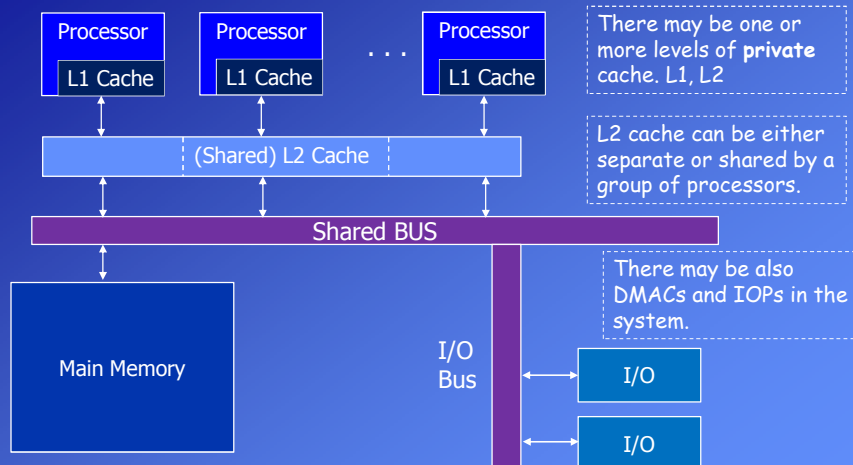 Processor
L1 Cache
Processor
L1 Cache
. . .
Processor
L1 Cache
There may be one or
more levels of private
cache. L1, L2
(Shared) L2 Cache
L2 cache can be either
separate or shared by a
group of processors.
Shared BUS
There may be also
DMACs and IOPs in the
system.
Main Memory
I/O
Bus
I/O
I/O